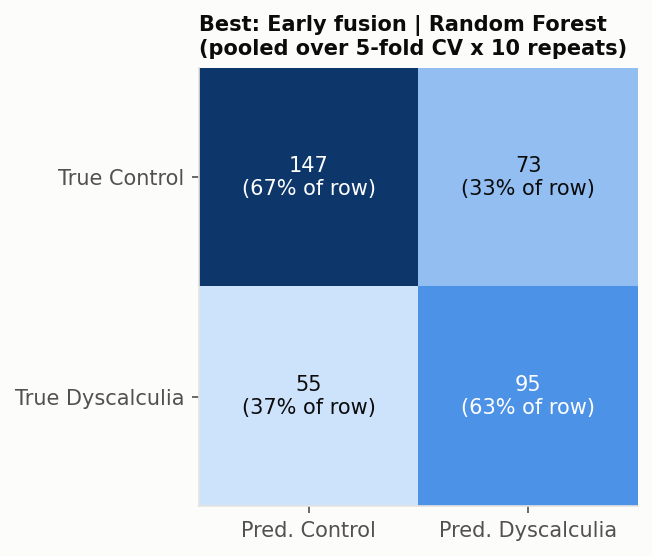 Best: Early fusion | Random Forest
(pooled over 5-fold CV x 10 repeats)
True Control
147
(67% of row)
73
(33% of row)
True Dyscalculia
55
(37% of row)
95
(63% of row)
Pred. Control
Pred. Dyscalculia